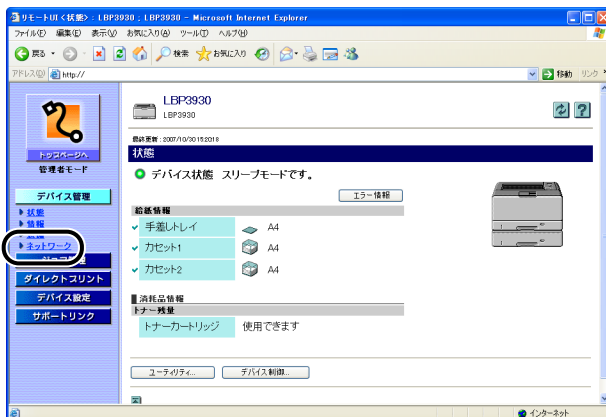 リモートUI <状態> : LBP3930 ; LBP3930 - Microsoft Internet Explorer
ファイル(F) 編集(E) 表示(V) お気に入り(A) ツール(T) ヘルプ(H)
戻る 検索 お気に入り
アドレス(D) http:// 移動 リンク
LBP3930
LBP3930
最終更新 : 2007/10/30 15:20:18
トップページへ
管理者モード
状態
デバイス状態 スリープモードです。
エラー情報
デバイス管理
状態
情報
ネットワーク
ダイレクトプリント
デバイス設定
サポートリンク
給紙情報
手差しトレイ A4
カセット1 A4
カセット2 A4
消耗品情報
トナー残量
トナーカートリッジ 使用できます
ユーティリティ... デバイス制御...
インターネット